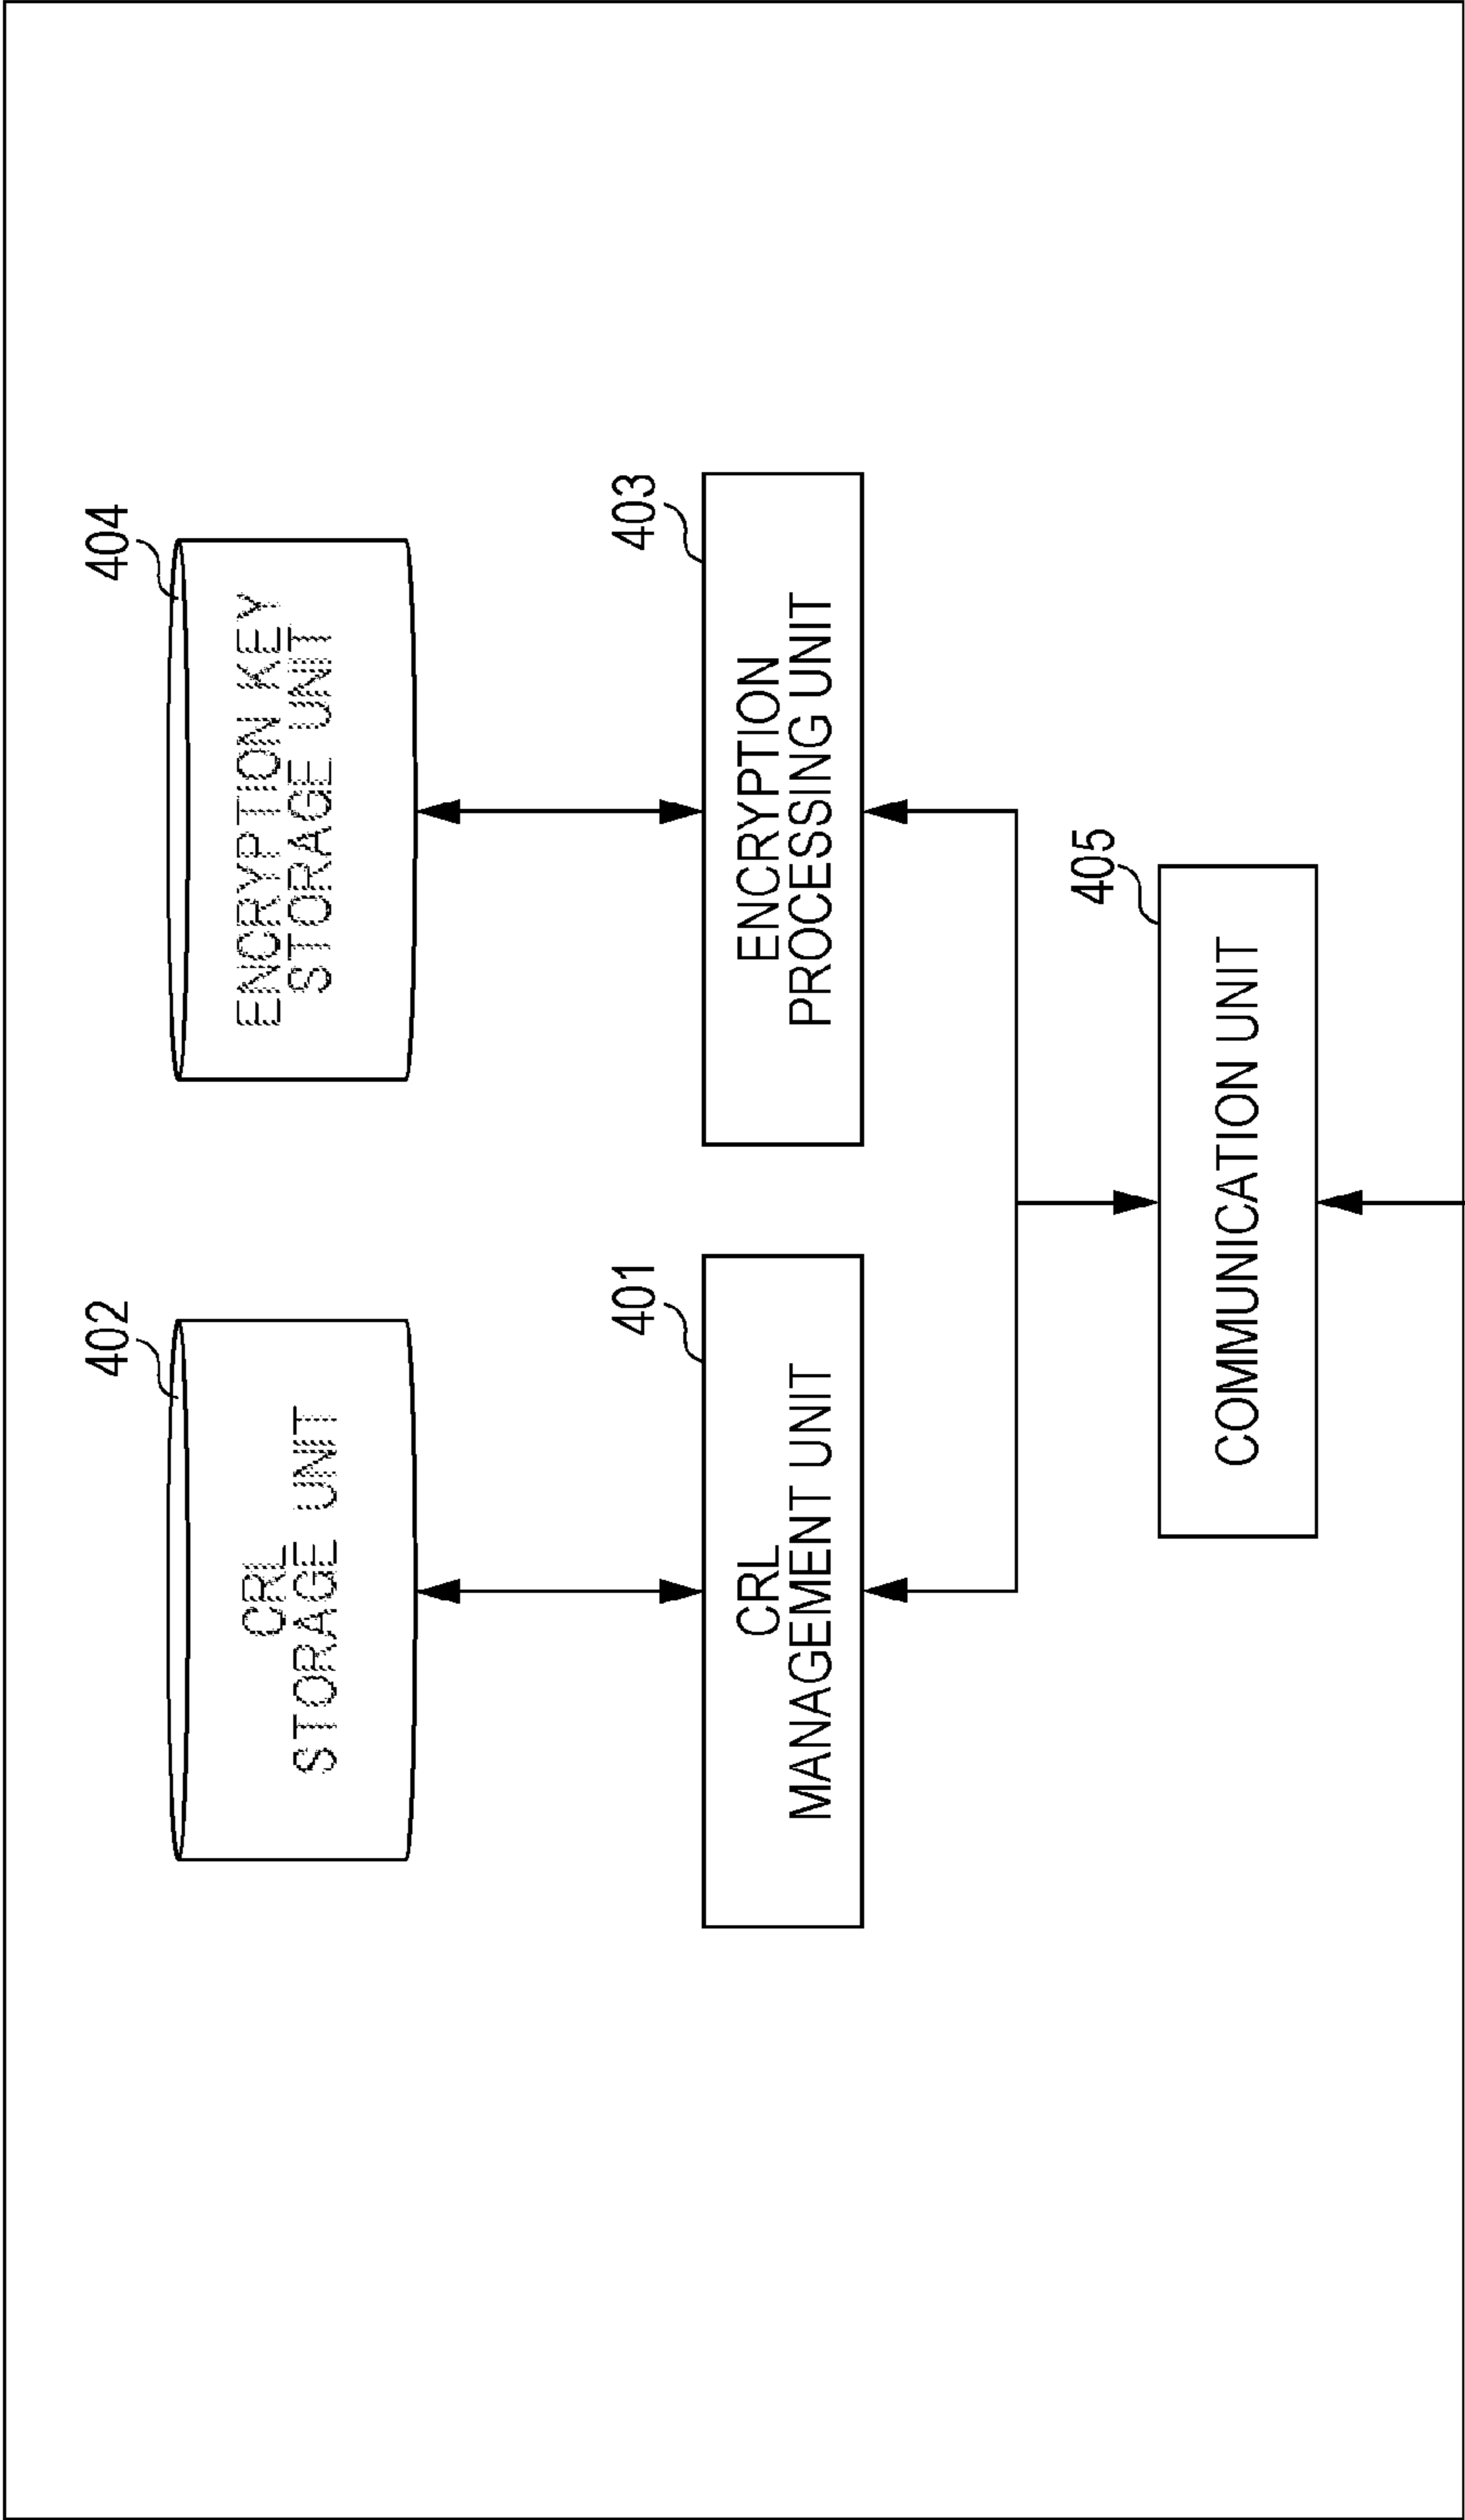 402
CRL
STORAGE UNIT
404
ENCRYPTION KEY
STORAGE UNIT
401
CRL
MANAGEMENT UNIT
403
ENCRYPTION
PROCESSING UNIT
405
COMMUNICATION UNIT